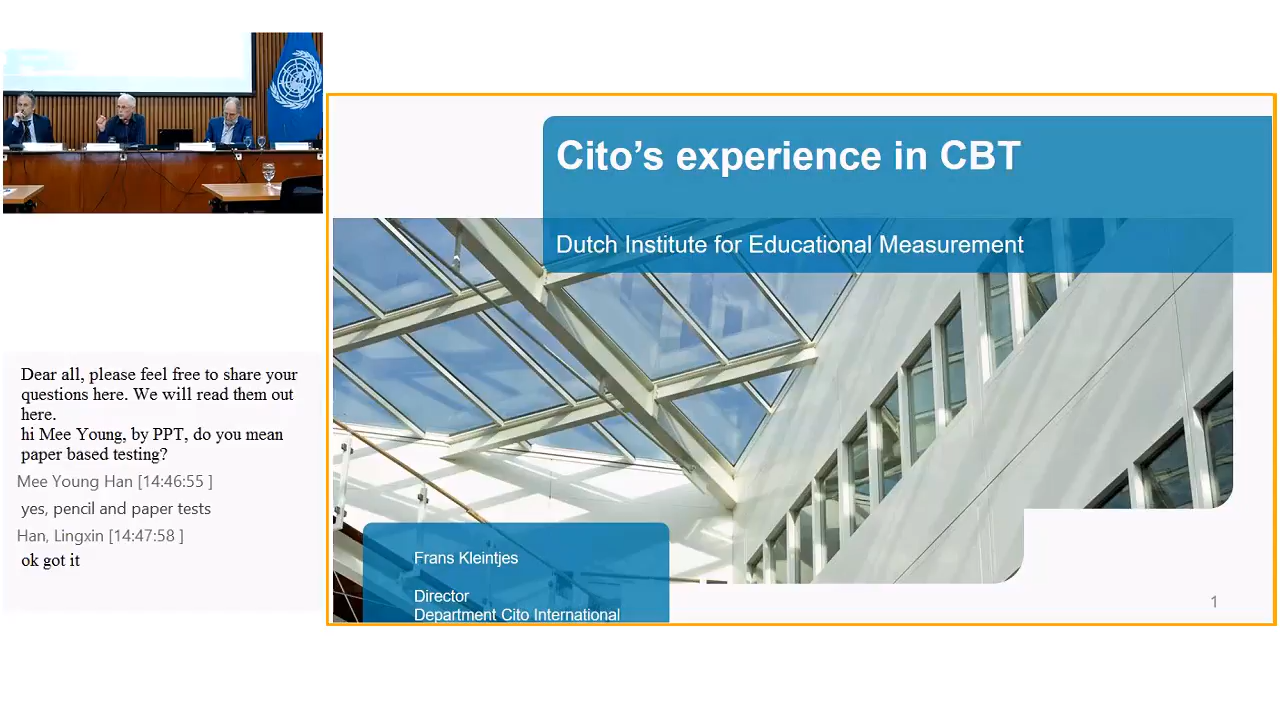 Cito’s experience in CBT
Dutch Institute for Educational Measurement
Frans Kleintjes
Director
Department Cito International
1
Dear all, please feel free to share your
questions here. We will read them out
here.
hi Mee Young, by PPT, do you mean
paper based testing?
Mee Young Han [14:46:55 ]
yes, pencil and paper tests
Han, Lingxin [14:47:58 ]
ok got it